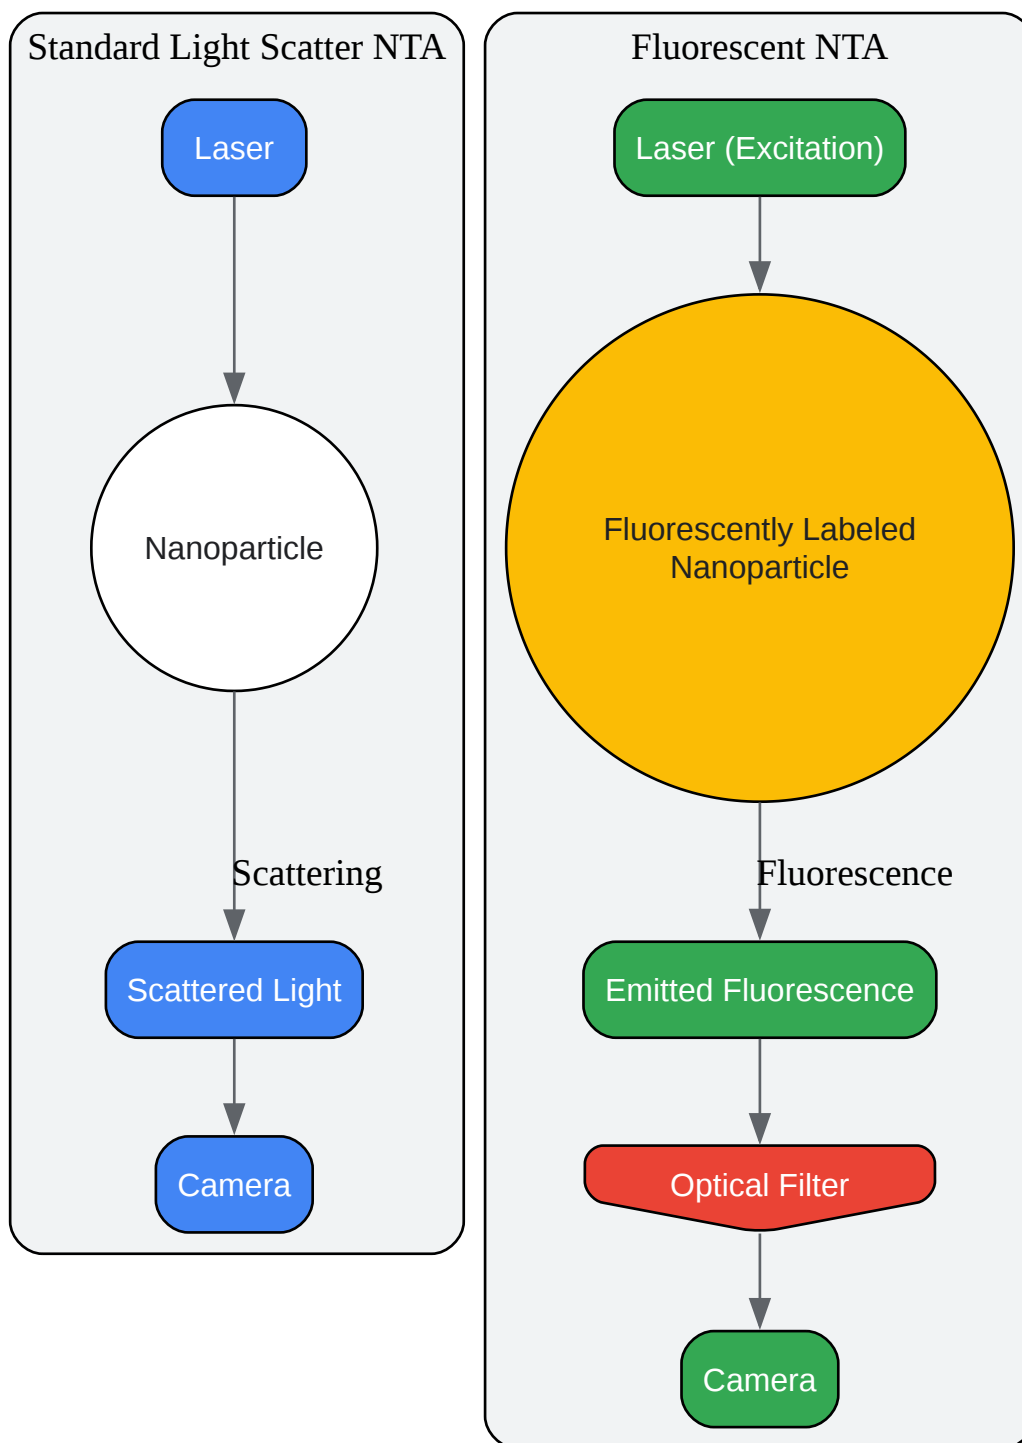 Standard Light Scatter NTA
Laser
Nanoparticle
Scattering
Scattered Light
Camera
Fluorescent NTA
Laser (Excitation)
Fluorescently Labeled
Nanoparticle
Fluorescence
Emitted Fluorescence
Optical Filter
Camera